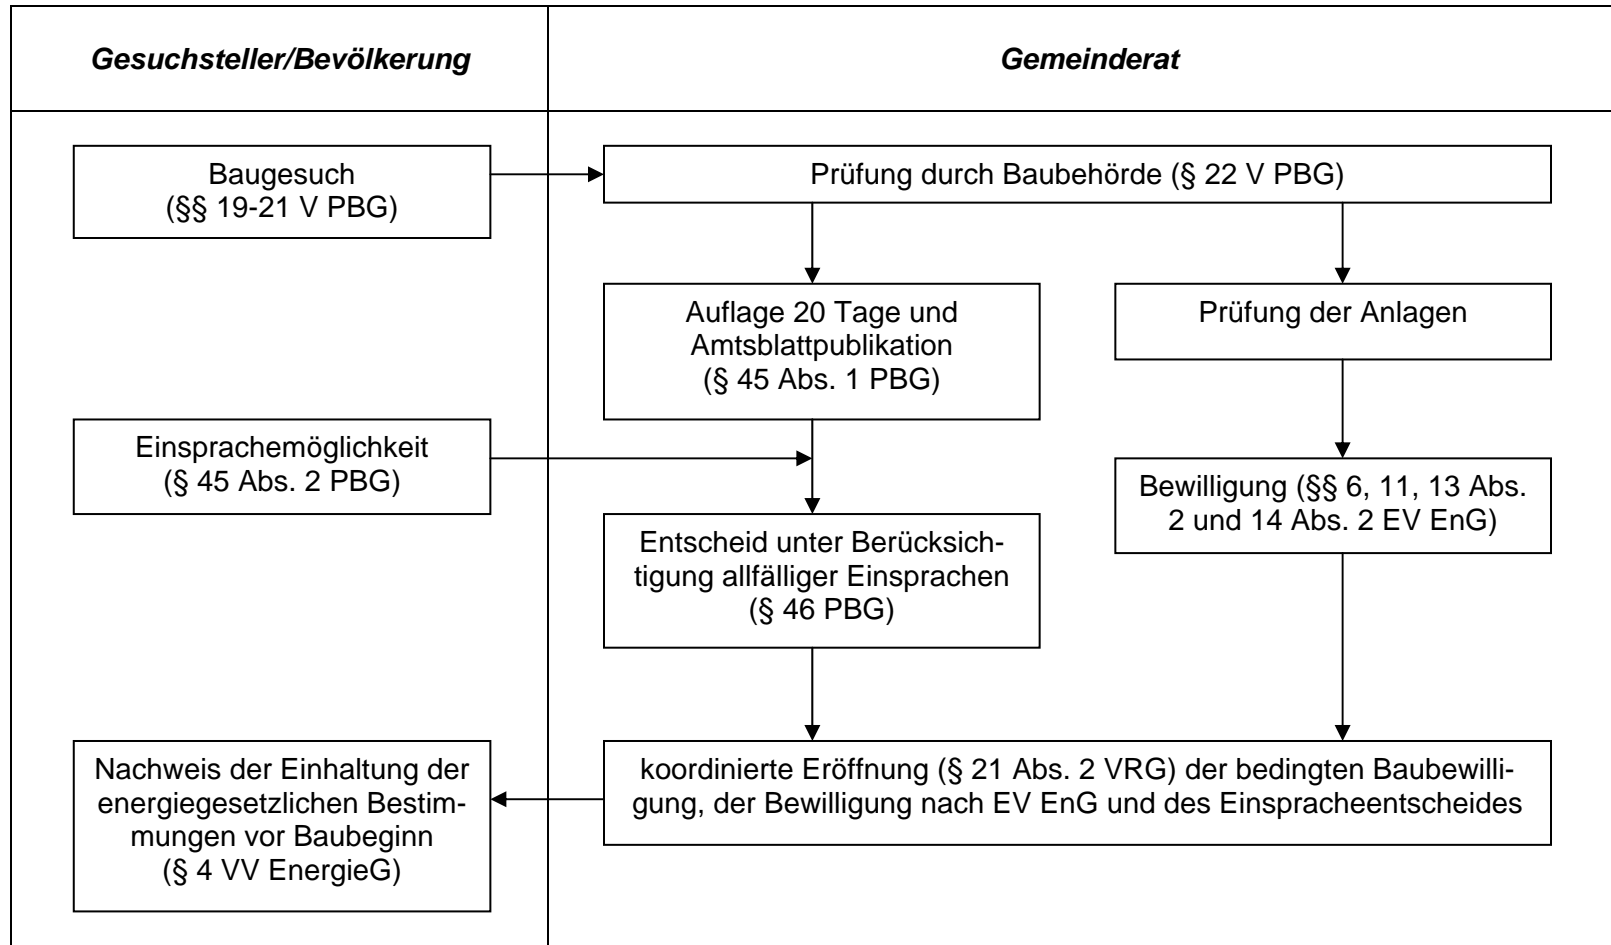 Gesuchsteller/Bevölkerung
Gemeinderat
Baugesuch
(§§ 19-21 V PBG)
Prüfung durch Baubehörde (§ 22 V PBG)
Auflage 20 Tage und
Amtsblattpublikation
(§ 45 Abs. 1 PBG)
Prüfung der Anlagen
Einsprachemöglichkeit
(§ 45 Abs. 2 PBG)
Bewilligung (§§ 6, 11, 13 Abs.
2 und 14 Abs. 2 EV EnG)
Entscheid unter Berücksich-
tigung allfälliger Einsprachen
(§ 46 PBG)
Nachweis der Einhaltung der
energiegesetzlichen Bestim-
mungen vor Baubeginn
(§ 4 VV EnergieG)
koordinierte Eröffnung (§ 21 Abs. 2 VRG) der bedingten Baubewilli-
gung, der Bewilligung nach EV EnG und des Einspracheentscheides